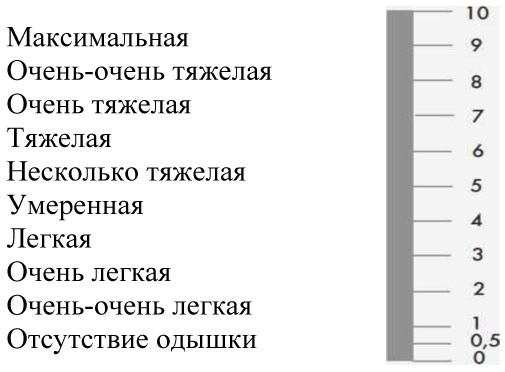 10
Максимальная
9
Очень-очень тяжелая
8
Очень тяжелая
7
Тяжелая
6
Несколько тяжелая
5
Умеренная
4
Легкая
3
Очень легкая
2
Очень-очень легкая
1
0,5
Отсутствие одышки
0